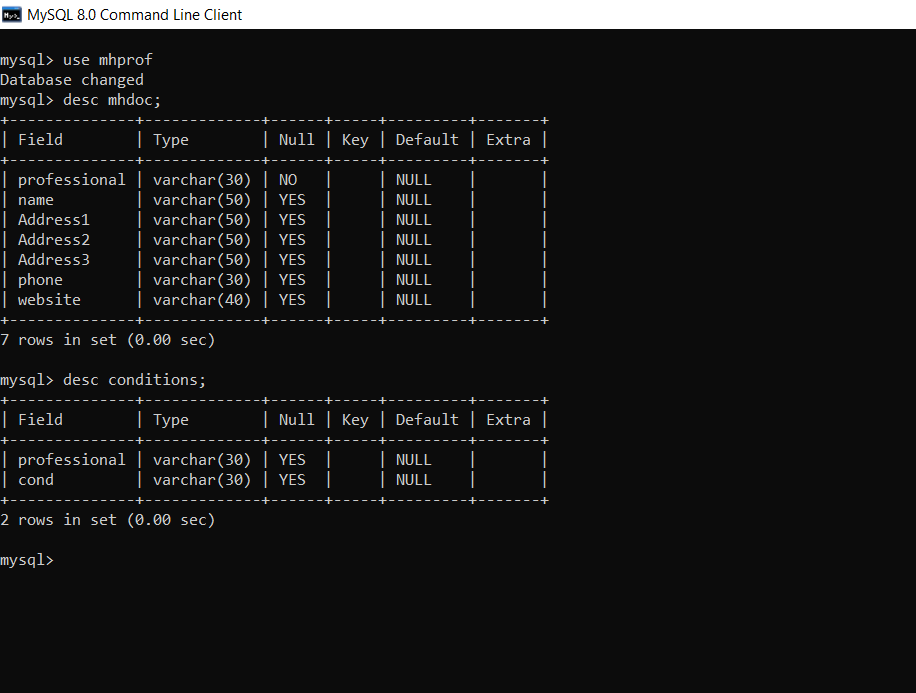 MySQL 8.0 Command Line Client
mysql> use mhprof
Database changed
mysql> desc mhdoc;
+--------------+-------------+------+-----+---------+-------+
| Field        | Type        | Null | Key | Default | Extra |
+--------------+-------------+------+-----+---------+-------+
| professional | varchar(30) | NO   |     | NULL    |       |
| name         | varchar(50) | YES  |     | NULL    |       |
| Address1     | varchar(50) | YES  |     | NULL    |       |
| Address2     | varchar(50) | YES  |     | NULL    |       |
| Address3     | varchar(50) | YES  |     | NULL    |       |
| phone        | varchar(30) | YES  |     | NULL    |       |
| website      | varchar(40) | YES  |     | NULL    |       |
+--------------+-------------+------+-----+---------+-------+
7 rows in set (0.00 sec)
mysql> desc conditions;
+--------------+-------------+------+-----+---------+-------+
| Field        | Type        | Null | Key | Default | Extra |
+--------------+-------------+------+-----+---------+-------+
| professional | varchar(30) | YES  |     | NULL    |       |
| cond         | varchar(30) | YES  |     | NULL    |       |
+--------------+-------------+------+-----+---------+-------+
2 rows in set (0.00 sec)
mysql>